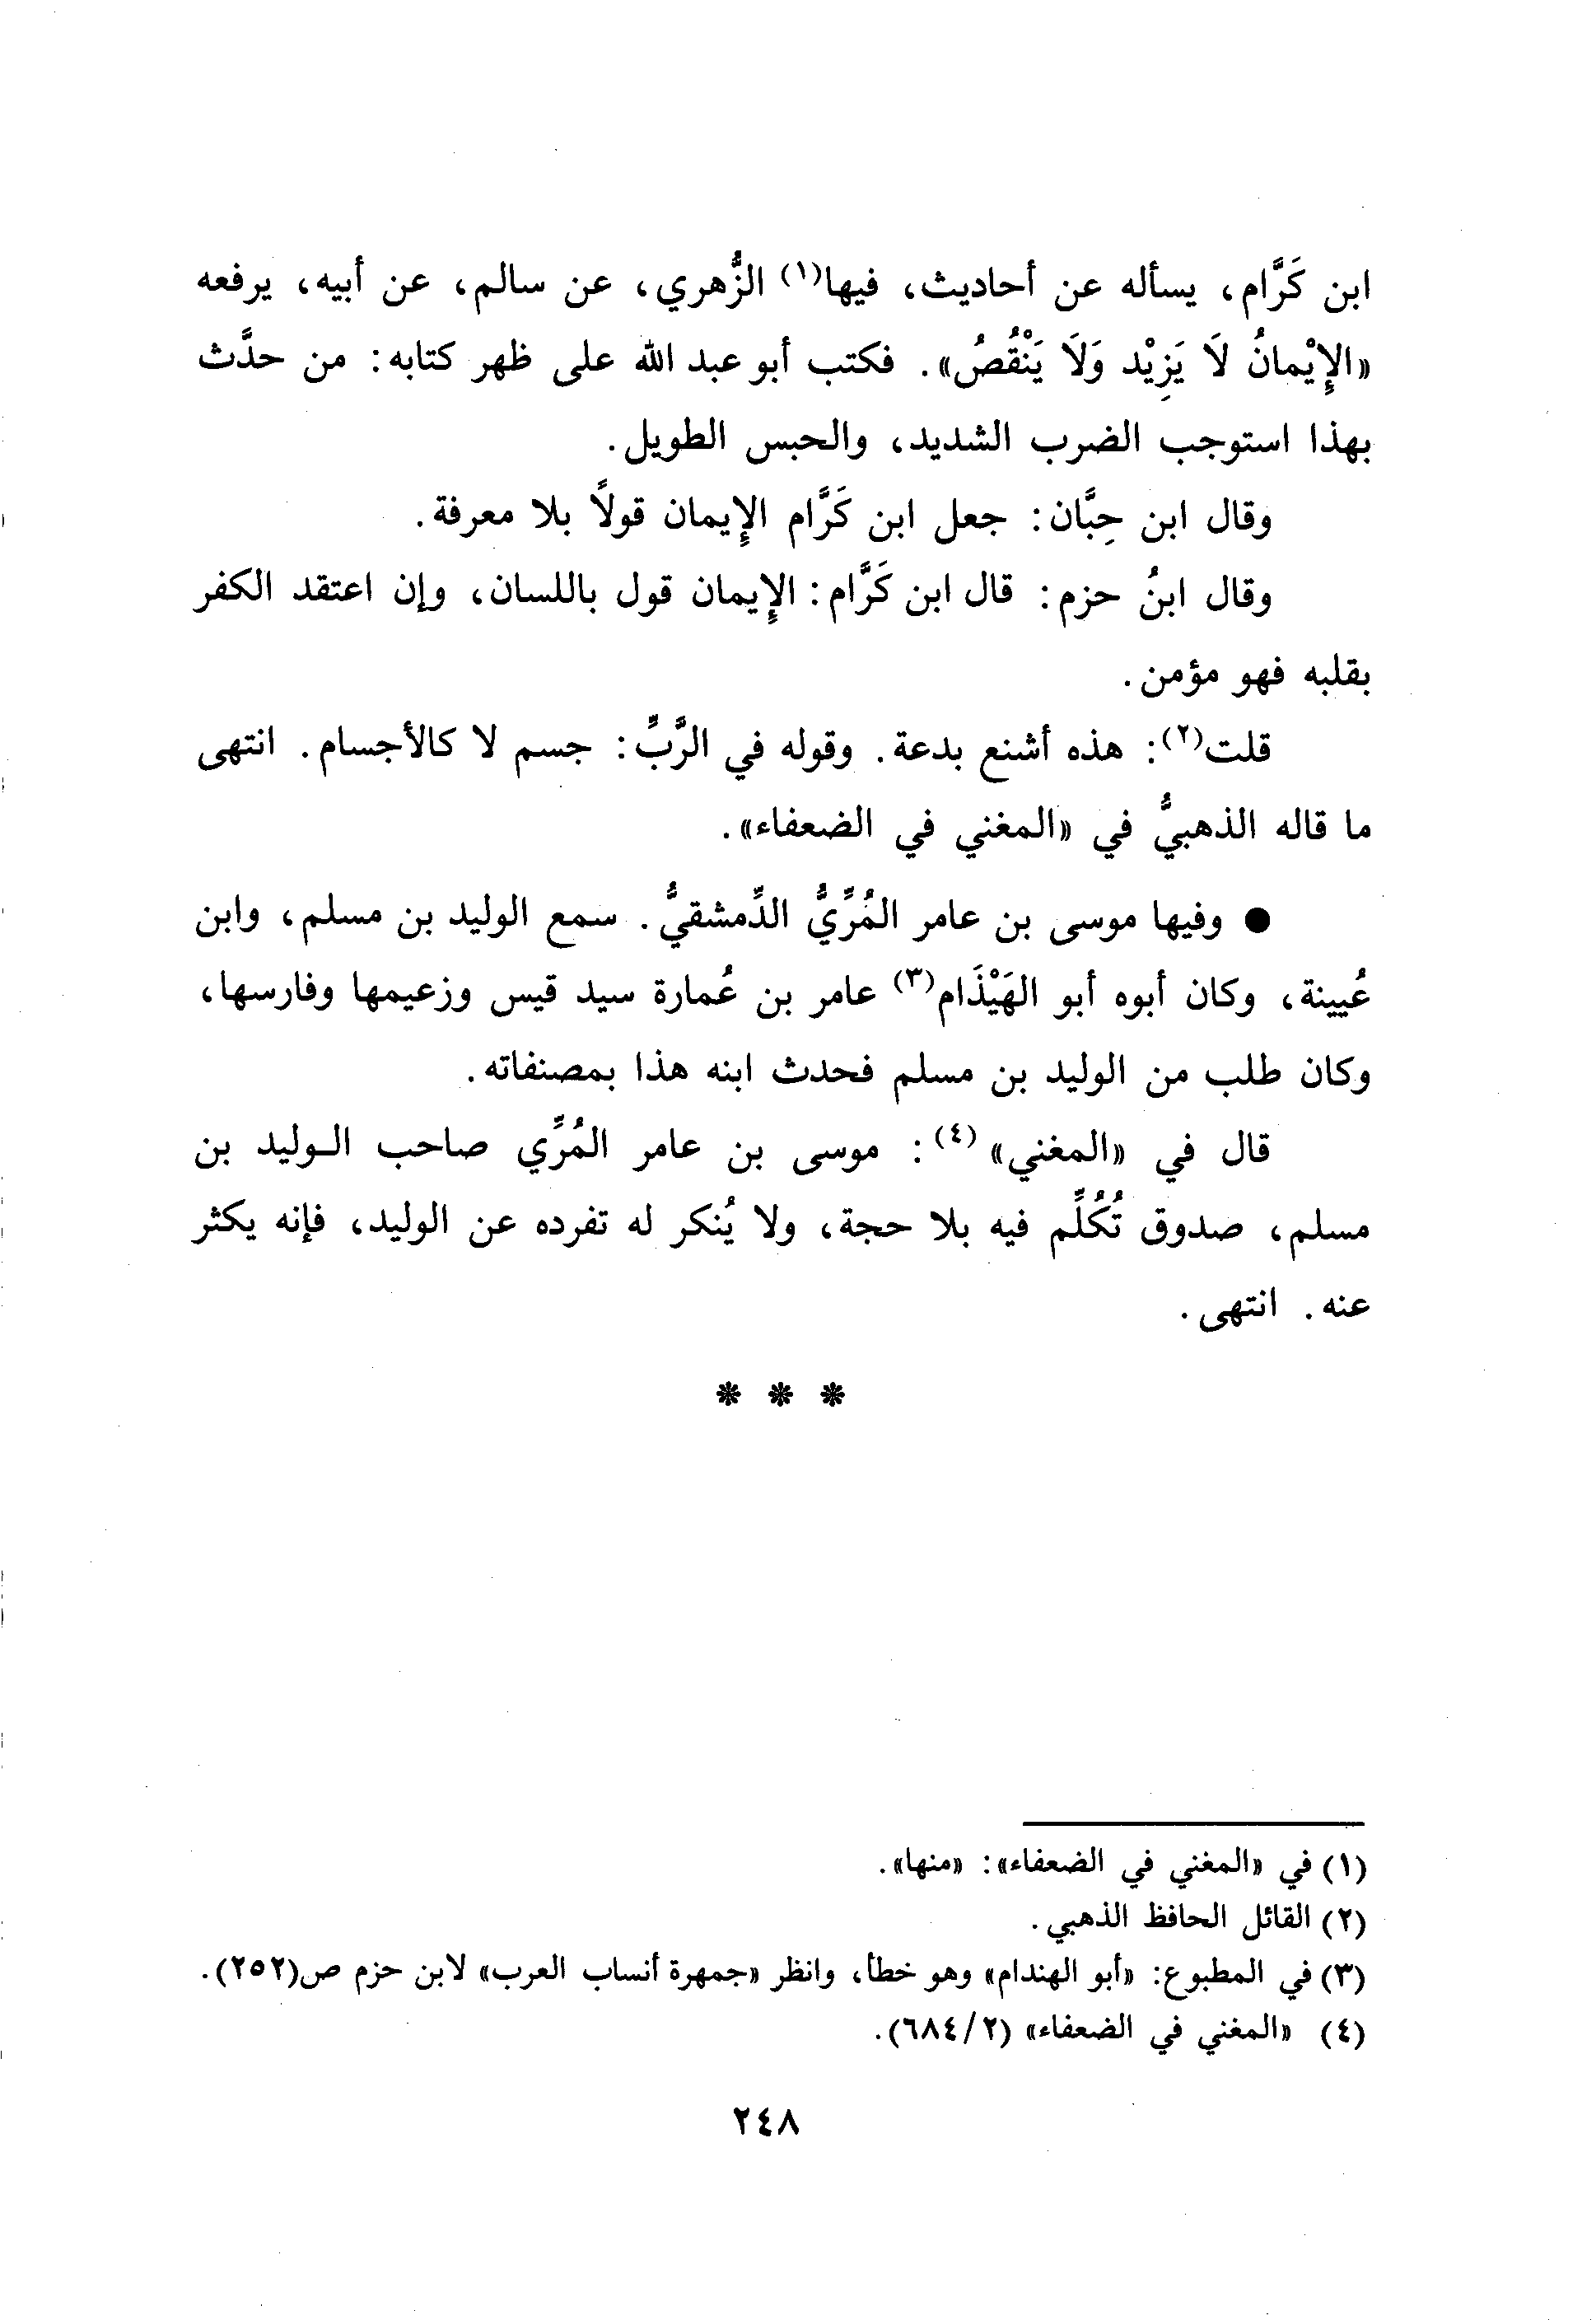 ابن كَرَّام، يسأله عن أحاديث، فيها(١) الزُّهري، عن سالم، عن أبيه، يرفعه
«الإِيْمانُ لَا يَزِيْد وَلَا يَنْقُصُ». فكتب أبو عبد الله على ظهر كتابه: من حدَّث
بهذا استوجب الضرب الشديد، والحبس الطويل.
وقال ابن حِبَّان: جعل ابن كَرَّام الإِيمان قولاً بلا معرفة.
وقال ابنُ حزم: قال ابن كَرَّام: الإِيمان قول باللسان، وإن اعتقد الكفر
بقلبه فهو مؤمن.
قلت(٢): هذه أشنع بدعة. وقوله في الرَّبِّ: جسم لا كالأجسام. انتهى
ما قاله الذهبيُّ في «المغني في الضعفاء».
● وفيها موسى بن عامر المُرِّيُّ الدِّمشقيُّ. سمع الوليد بن مسلم، وابن
عُيينة، وكان أبوه أبو الهَيْذَام(٣) عامر بن عُمارة سيد قيس وزعيمها وفارسها،
وكان طلب من الوليد بن مسلم فحدث ابنه هذا بمصنفاته.
قال في «المغني»(٤): موسى بن عامر المُرِّي صاحب الـوليد بن
مسلم، صدوق تُكُلِّم فيه بلا حجة، ولا يُنكر له تفرده عن الوليد، فإنه يكثر
عنه. انتهى.
* * *
(١) في «المغني في الضعفاء»: «منها».
(٢) القائل الحافظ الذهبي.
(٣) في المطبوع: «أبو الهندام» وهو خطأ، وانظر «جمهرة أنساب العرب» لابن حزم ص(٢٥٢).
(٤) «المغني في الضعفاء» (٢/٦٨٤).
٢٤٨